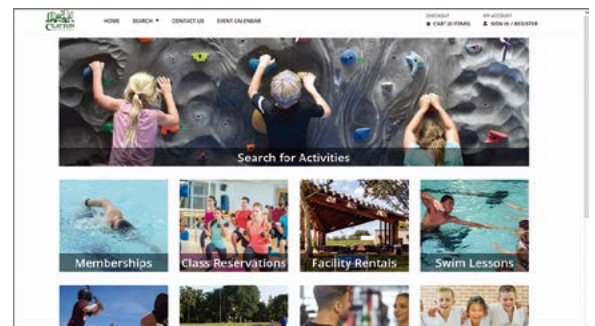 CLAYTON
HOME SEARCH CONTACT US EVENT CALENDAR
CHECKOUT
CART (0 ITEMS)
MY ACCOUNT
SIGN IN / REGISTER
Search for Activities
Memberships
Class Reservations
Facility Rentals
Swim Lessons